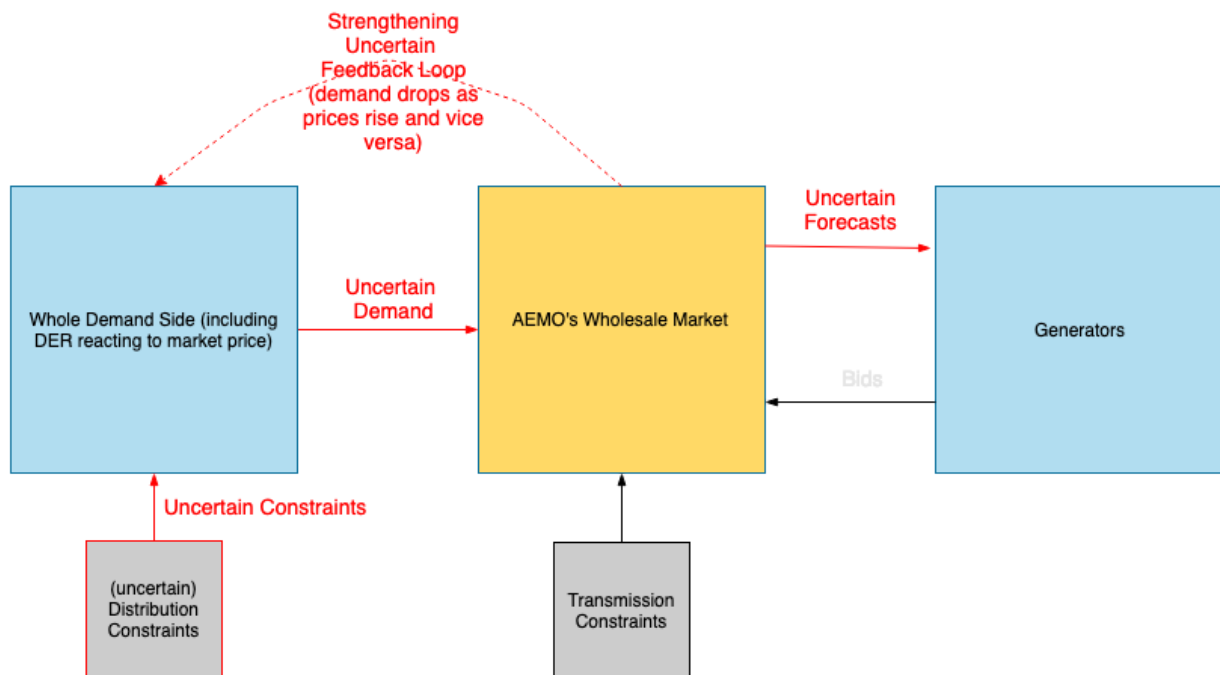 Strengthening
Uncertain
Feedback Loop
(demand drops as
prices rise and vice
versa)
Uncertain
Forecasts
Uncertain
Demand
Whole Demand Side (including
DER reacting to market price)
AEMO's Wholesale Market
Generators
Bids
Uncertain Constraints
(uncertain)
Distribution
Constraints
Transmission
Constraints